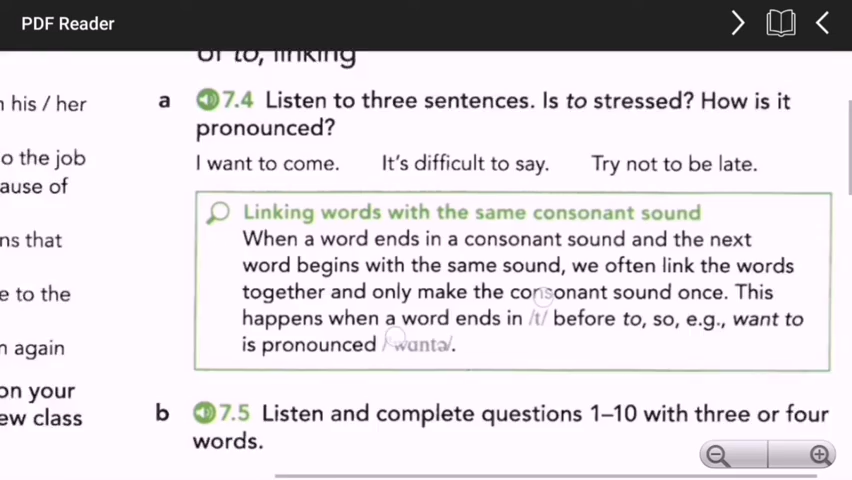 PDF Reader
of to, linking
n his / her
a 7.4 Listen to three sentences. Is to stressed? How is it
pronounced?
o the job
I want to come. It's difficult to say. Try not to be late.
ause of
Linking words with the same consonant sound
ns that
When a word ends in a consonant sound and the next
word begins with the same sound, we often link the words
e to the
together and only make the consonant sound once. This
happens when a word ends in /t/ before to, so, e.g., want to
n again
is pronounced /ˈwɑntə/.
on your
ew class
b 7.5 Listen and complete questions 1–10 with three or four
words.